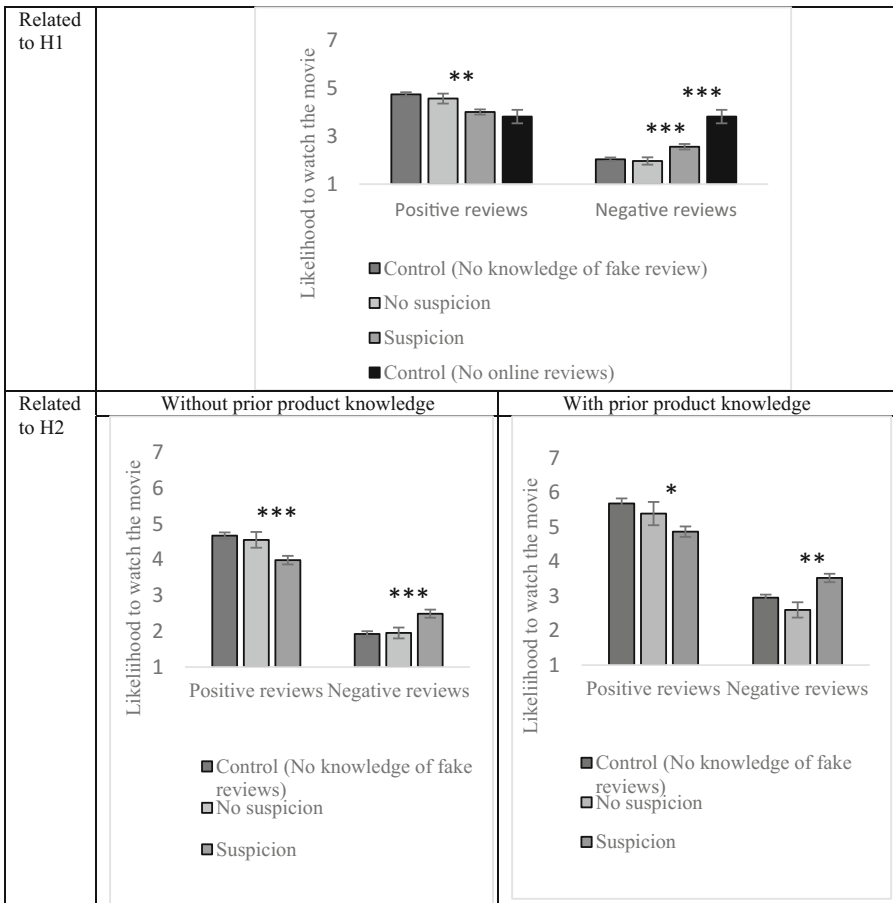 Related
to H1
Likelihood to watch the movie
7
5
3
1
**
***
***
Positive reviews
Negative reviews
Control (No knowledge of fake review)
No suspicion
Suspicion
Control (No online reviews)
Related
to H2
Without prior product knowledge
Likeliihood to watch the movie
7
6
5
4
3
2
1
***
***
Positive reviews Negative reviews
Control (No knowledge of fake
reviews)
No suspicion
Suspicion
With prior product knowledge
Likeliihood to watch the movie
7
6
5
4
3
2
1
*
**
Positive reviews Negative reviews
Control (No knowledge of fake
reviews)
No suspicion
Suspicion